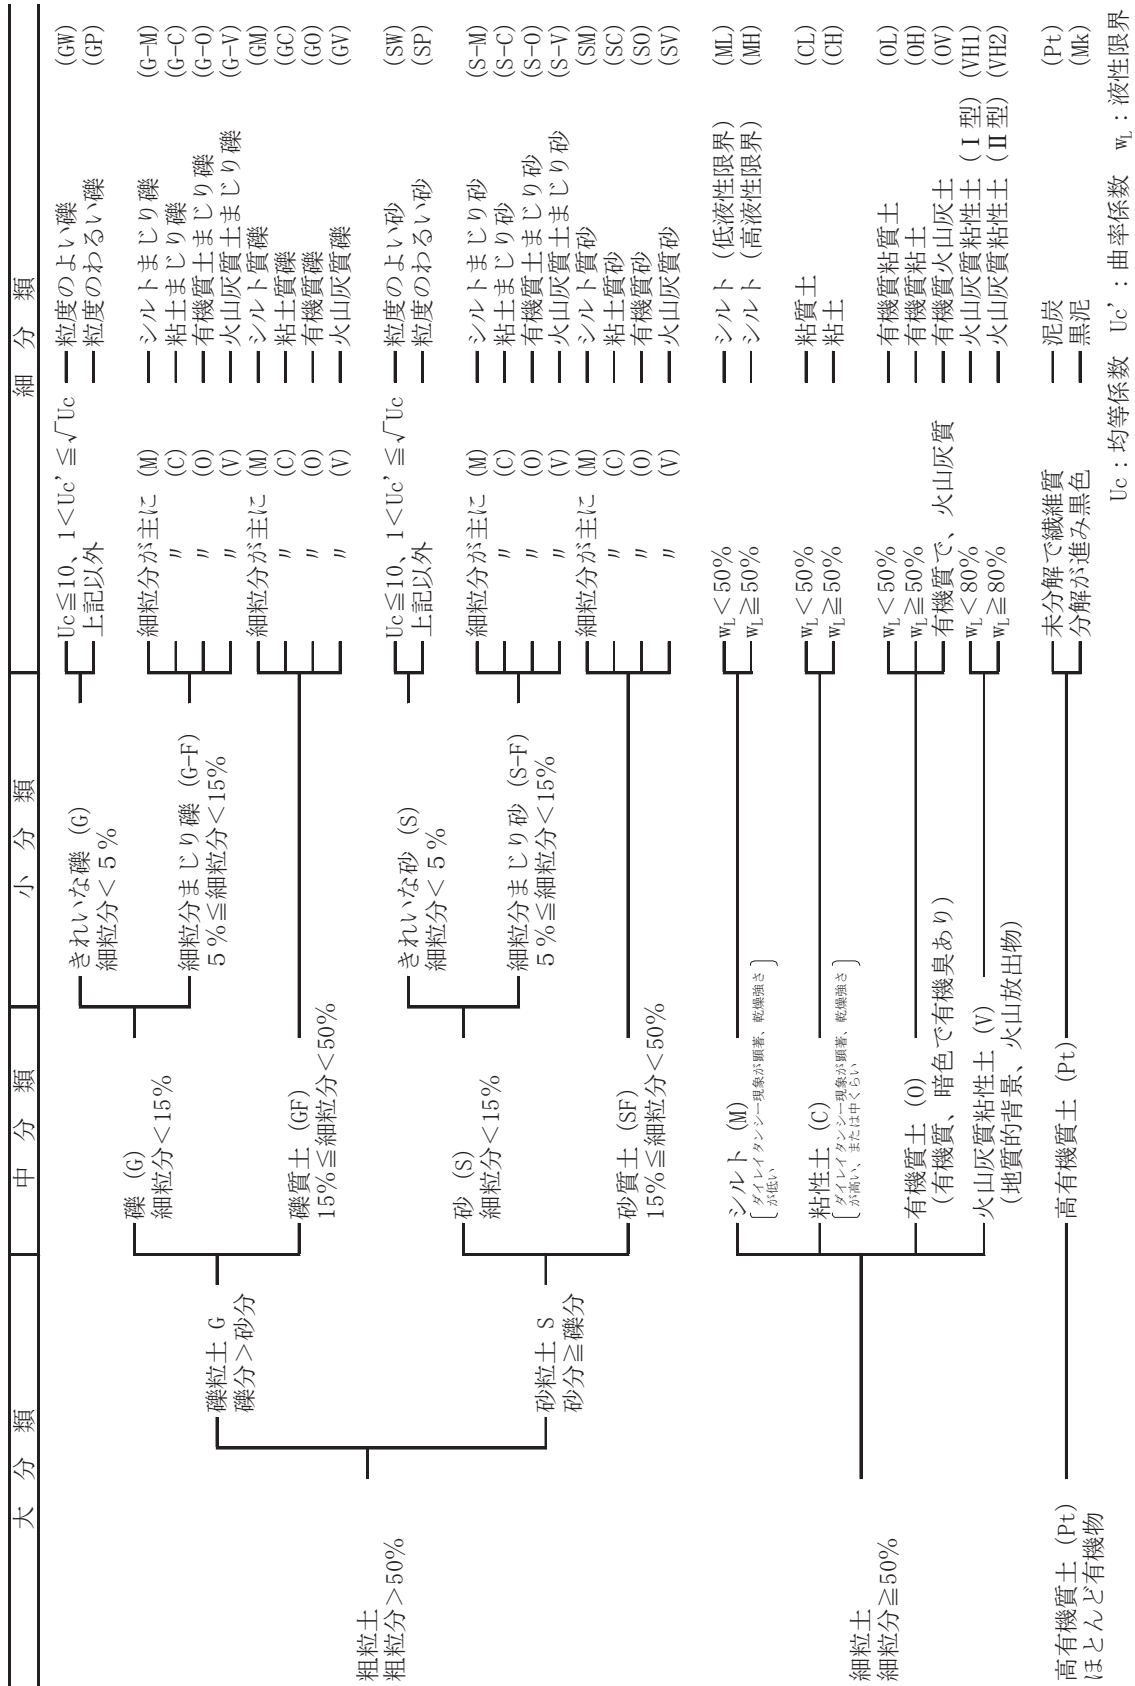 大 分 類
中 分 類
小 分 類
細 分 類
粗粒土
粗粒分＞50%
礫粒土 G
礫分＞砂分
礫 (G)
細粒分＜15%
きれいな礫 (G)
細粒分＜５％
Uc≦10、1＜Uc’≦√Uc
粒度のよい礫 (GW)
上記以外
粒度のわるい礫 (GP)
細粒分まじり礫 (G-F)
５％≦細粒分＜15%
細粒分が主に (M)
シルトまじり礫 (G-M)
〃 (C)
粘土まじり礫 (G-C)
〃 (O)
有機質土まじり礫 (G-O)
〃 (V)
火山灰質土まじり礫 (G-V)
礫質土 (GF)
15%≦細粒分＜50%
細粒分が主に (M)
シルト質礫 (GM)
〃 (C)
粘土質礫 (GC)
〃 (O)
有機質礫 (GO)
〃 (V)
火山灰質礫 (GV)
砂粒土 S
砂分≧礫分
砂 (S)
細粒分＜15%
きれいな砂 (S)
細粒分＜５％
Uc≦10、1＜Uc’≦√Uc
粒度のよい砂 (SW)
上記以外
粒度のわるい砂 (SP)
細粒分まじり砂 (S-F)
５％≦細粒分＜15%
細粒分が主に (M)
シルトまじり砂 (S-M)
〃 (C)
粘土まじり砂 (S-C)
〃 (O)
有機質土まじり砂 (S-O)
〃 (V)
火山灰質土まじり砂 (S-V)
砂質土 (SF)
15%≦細粒分＜50%
細粒分が主に (M)
シルト質砂 (SM)
〃 (C)
粘土質砂 (SC)
〃 (O)
有機質砂 (SO)
〃 (V)
火山灰質砂 (SV)
細粒土
細粒分≧50%
シルト (M)
ダイレイタンシー現象が顕著、乾燥強さ
が低い
wL＜50%
シルト (低液性限界) (ML)
wL≧50%
シルト (高液性限界) (MH)
粘性土 (C)
ダイレイタンシー現象が顕著、乾燥強さ
が高い、または中くらい
wL＜50%
粘質土 (CL)
wL≧50%
粘土 (CH)
有機質土 (O)
(有機質、暗色で有機臭あり)
wL＜50%
有機質粘質土 (OL)
wL≧50%
有機質粘土 (OH)
有機質で、火山灰質
有機質火山灰土 (OV)
火山灰質粘性土 (V)
(地質的背景、火山放出物)
wL＜80%
火山灰質粘性土 (Ⅰ型) (VH1)
wL≧80%
火山灰質粘性土 (Ⅱ型) (VH2)
高有機質土 (Pt)
ほとんど有機物
高有機質土 (Pt)
未分解で繊維質
泥炭 (Pt)
分解が進み黒色
黒泥 (Mk)
Uc：均等係数 Uc’：曲率係数 wL：液性限界